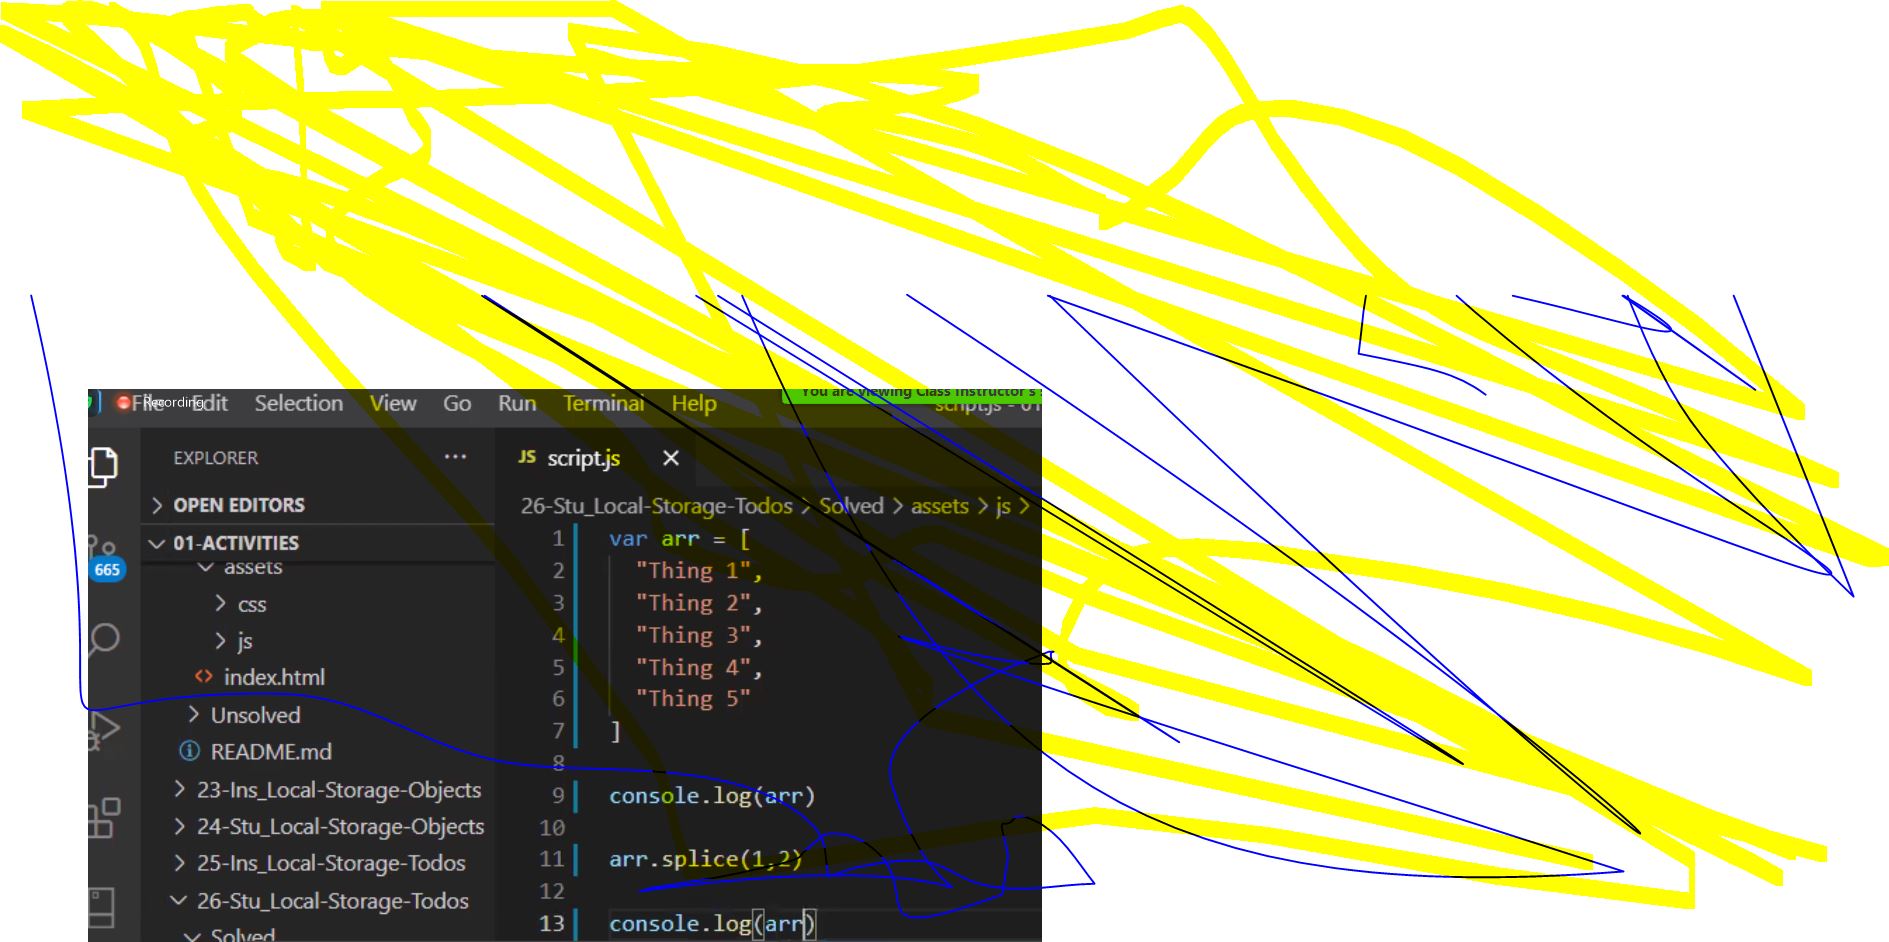 You are viewing Class Instructor's
Recording
File Edit Selection View Go Run Terminal Help
script.js - 01
EXPLORER ...
OPEN EDITORS
01-ACTIVITIES
665
assets
css
js
index.html
Unsolved
README.md
23-Ins_Local-Storage-Objects
24-Stu_Local-Storage-Objects
25-Ins_Local-Storage-Todos
26-Stu_Local-Storage-Todos
Solved
JS script.js ×
26-Stu_Local-Storage-Todos > Solved > assets > js >
1 var arr = [
2 "Thing 1",
3 "Thing 2",
4 "Thing 3",
5 "Thing 4",
6 "Thing 5"
7 ]
8
9 console.log(arr)
10
11 arr.splice(1,2)
12
13 console.log(arr)